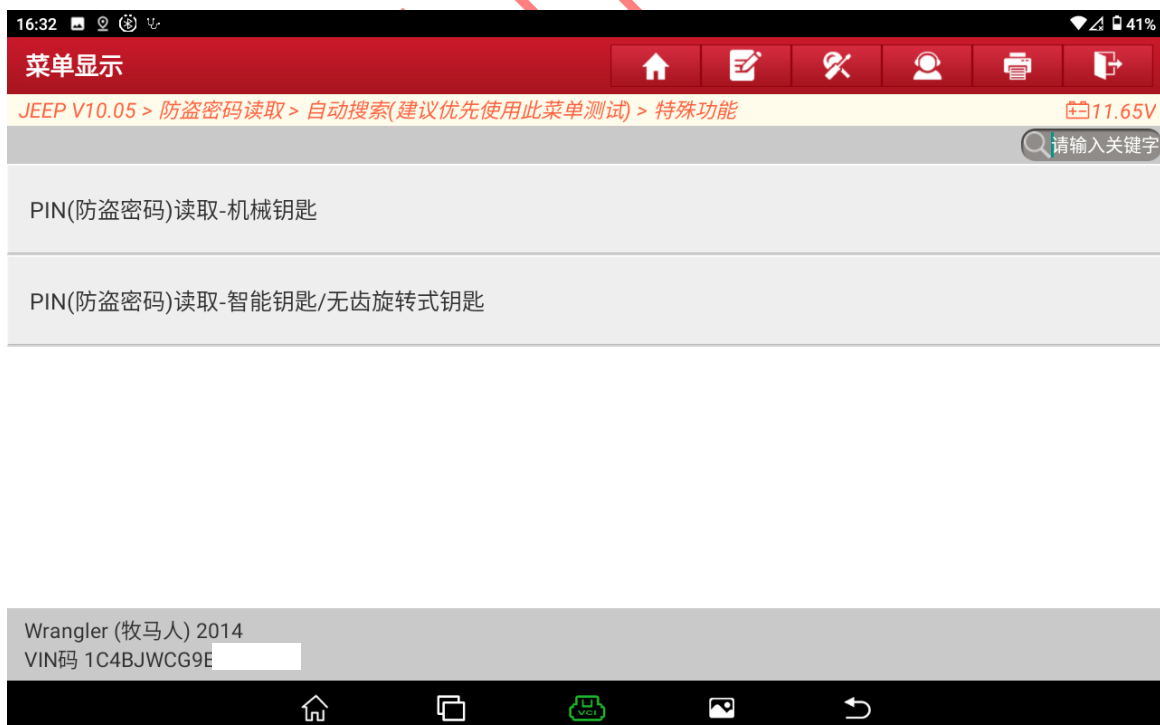 16:32
41%
菜单显示
JEEP V10.05 > 防盗密码读取 > 自动搜索(建议优先使用此菜单测试) > 特殊功能
11.65V
请输入关键字
PIN(防盗密码)读取-机械钥匙
PIN(防盗密码)读取-智能钥匙/无齿旋转式钥匙
Wrangler (牧马人) 2014
VIN码 1C4BJWCG9E
VCI